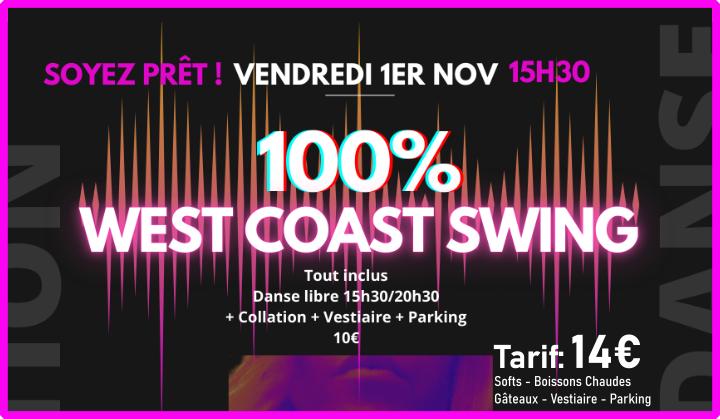 SOYEZ PRÊT ! VENDREDI 1ER NOV 15H30
100%
WEST COAST SWING
Tout inclus
Danse libre 15h30/20h30
+ Collation + Vestiaire + Parking
10€
Tarif: 14€
Softs - Boissons Chaudes
Gâteaux - Vestiaire - Parking
TION
DANSE